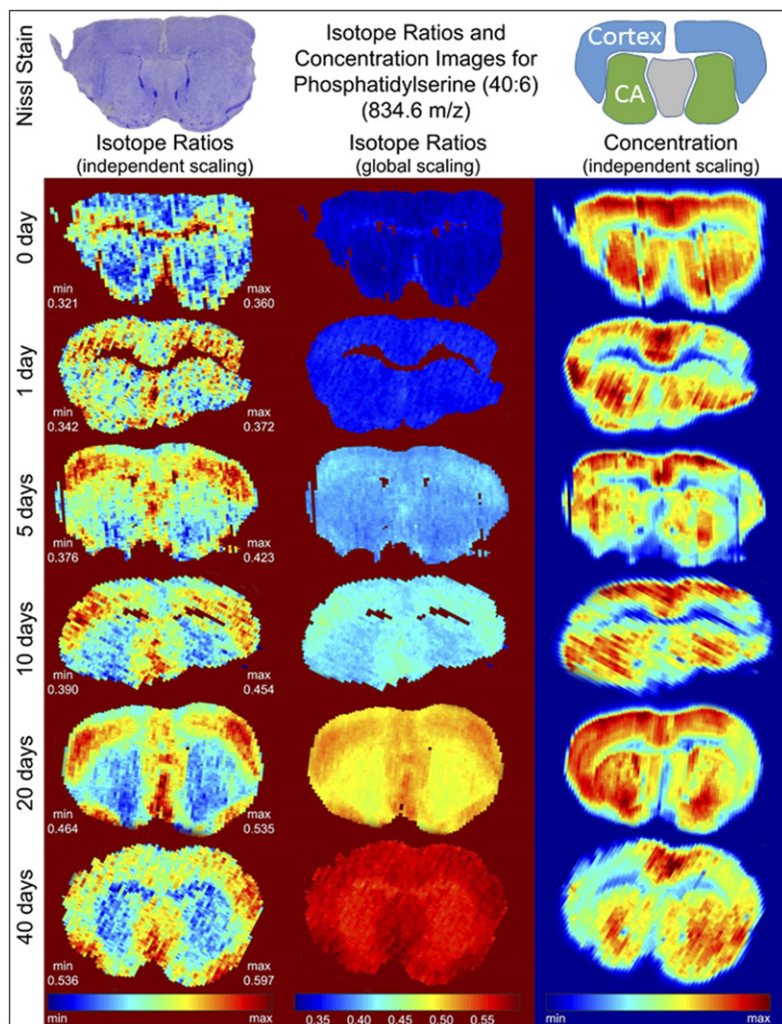 Nissl Stain
Isotope Ratios and
Concentration Images for
Phosphatidylserine (40:6)
(834.6 m/z)
Cortex
CA
Isotope Ratios
(independent scaling)
Isotope Ratios
(global scaling)
Concentration
(independent scaling)
0 day
min
0.321
max
0.360
1 day
min
0.342
max
0.372
5 days
min
0.376
max
0.423
10 days
min
0.390
max
0.454
20 days
min
0.464
max
0.535
40 days
min
0.536
max
0.597
min
max
0.35 0.40 0.45 0.50 0.55
min
max